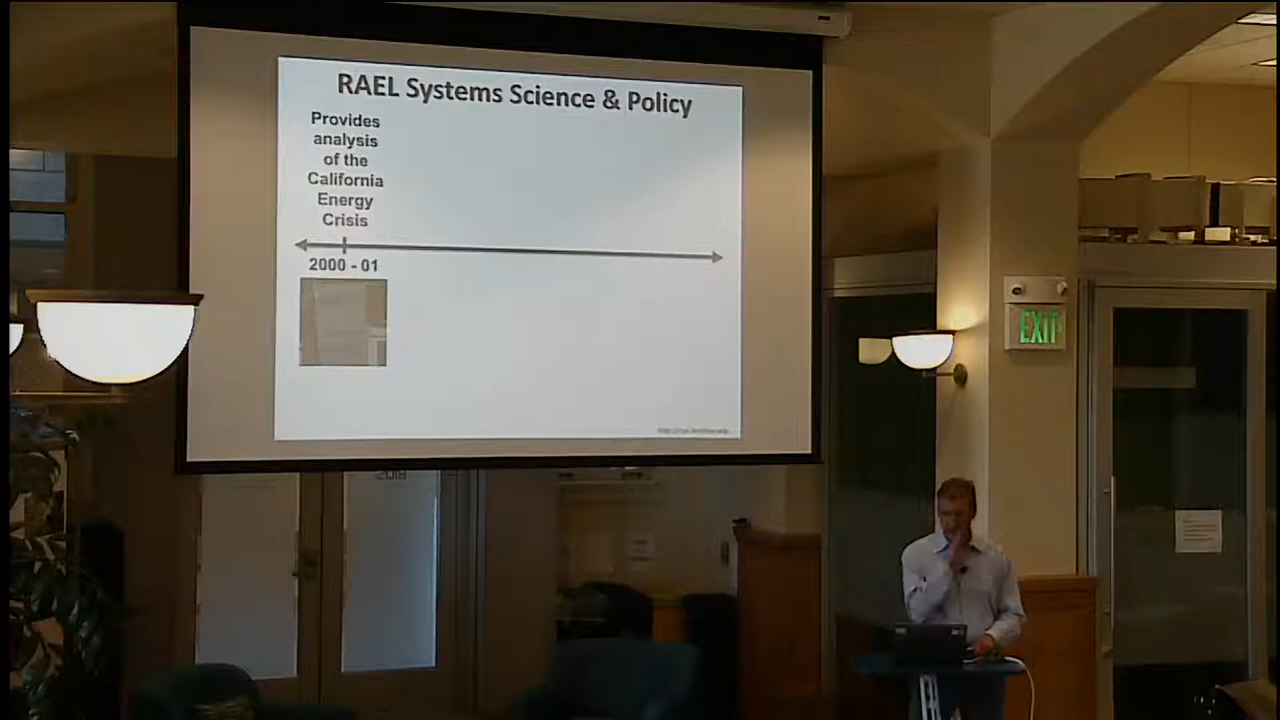 RAEL Systems Science & Policy
Provides
analysis
of the
California
Energy
Crisis
2000 - 01
EXIT